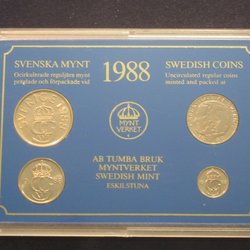 SVENSKA MYNT
Ocirkulerade reguljära mynt
präglade och förpackade vid
1988
SWEDISH COINS
Uncirculated regular coins
minted and packed at
MYNT
VERKET
AB TUMBA BRUK
MYNTVERKET
SWEDISH MINT
ESKILSTUNA